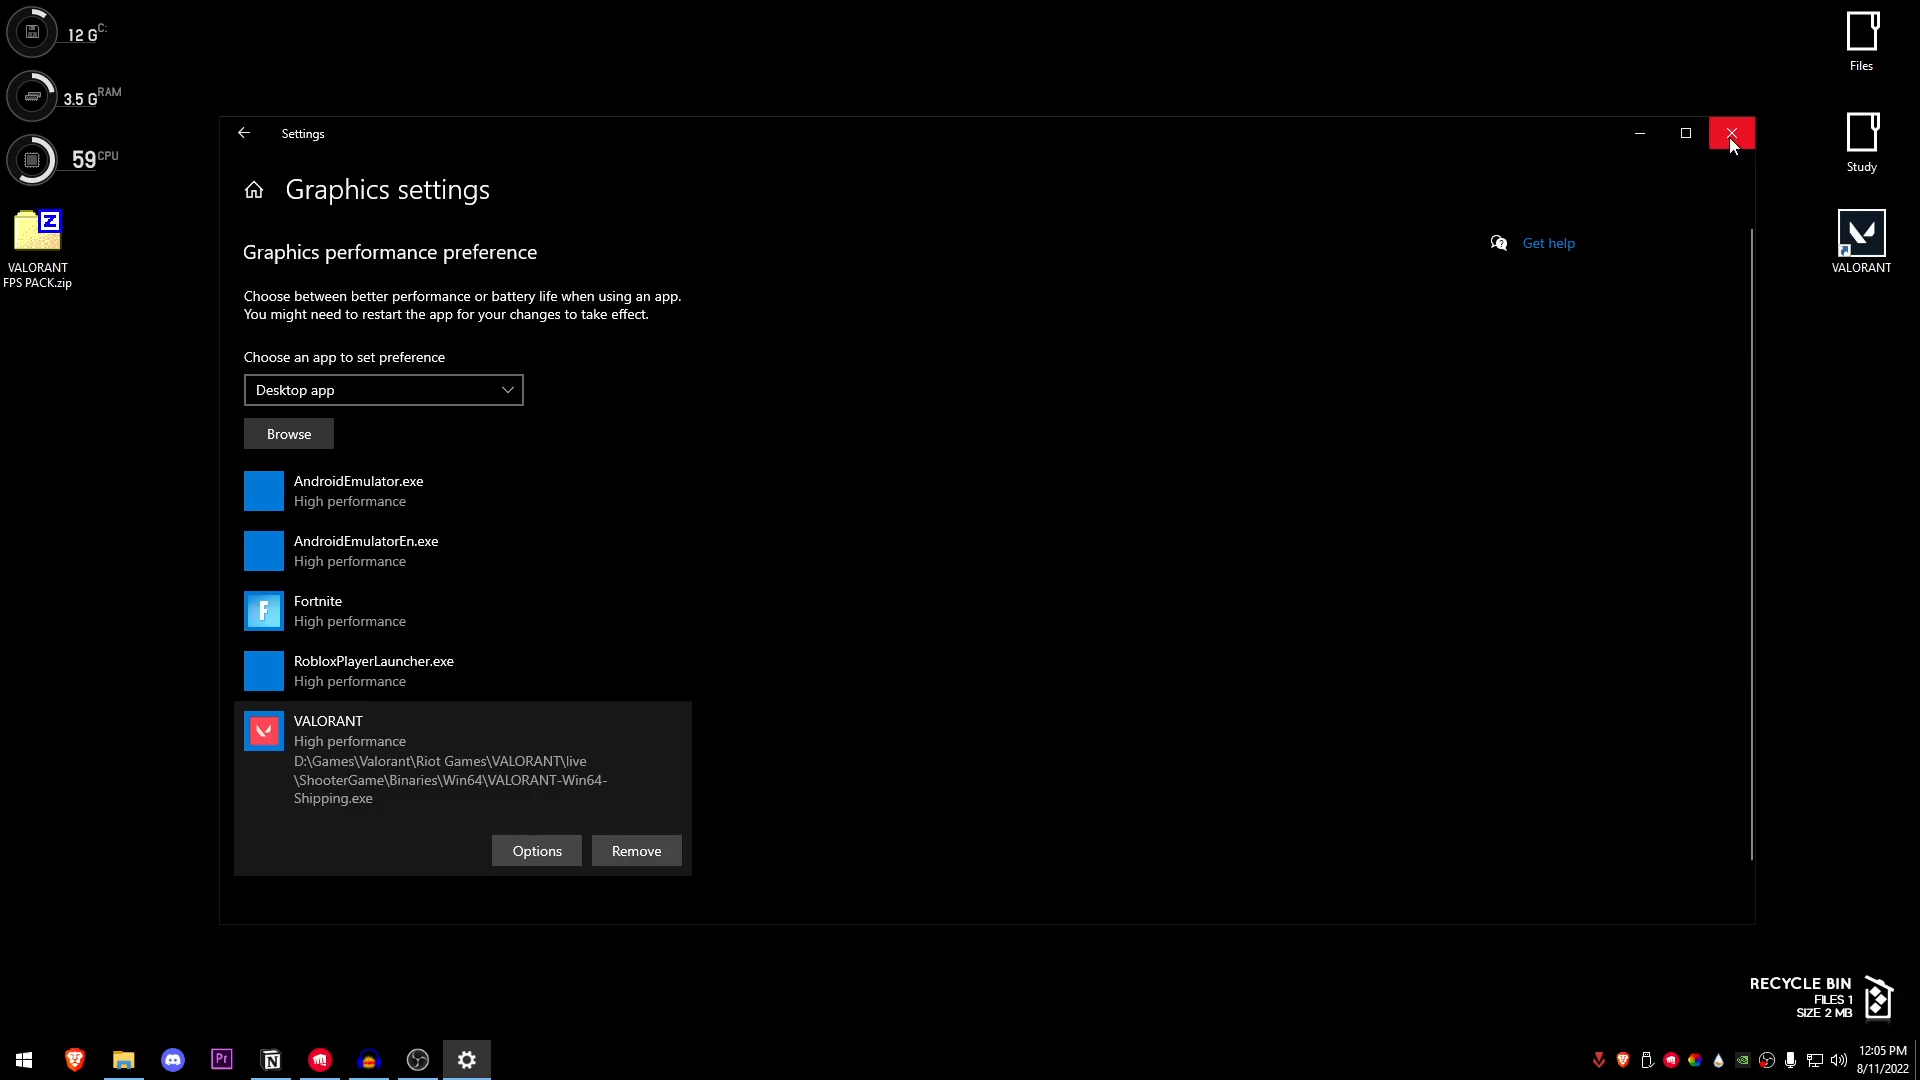 12 G C:
3.5 G RAM
59 CPU
VALORANT
FPS PACK.zip
Files
Study
VALORANT
Settings
Graphics settings
Graphics performance preference
Get help
Choose between better performance or battery life when using an app.
You might need to restart the app for your changes to take effect.
Choose an app to set preference
Desktop app
Browse
AndroidEmulator.exe
High performance
AndroidEmulatorEn.exe
High performance
F
Fortnite
High performance
RobloxPlayerLauncher.exe
High performance
VALORANT
High performance
D:\Games\Valorant\Riot Games\VALORANT\live
\ShooterGame\Binaries\Win64\VALORANT-Win64-
Shipping.exe
Options
Remove
RECYCLE BIN
FILES 1
SIZE 2 MB
Pr
N
12:05 PM
8/11/2022
Z